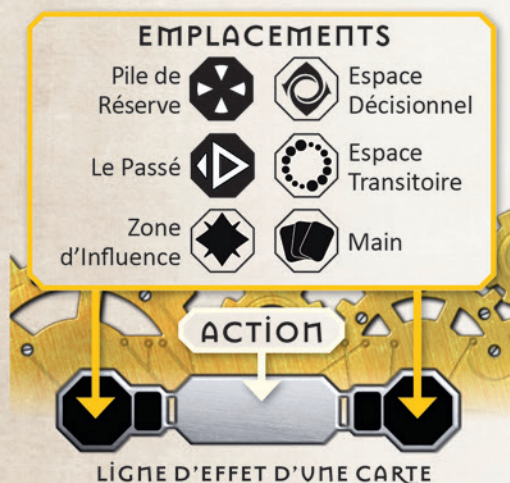 EMPLACEMENTS
Pile de
Réserve
Espace
Décisionnel
Le Passé
Espace
Transitoire
Zone
d'Influence
Main
ACTION
LIGNE D'EFFET D'UNE CARTE